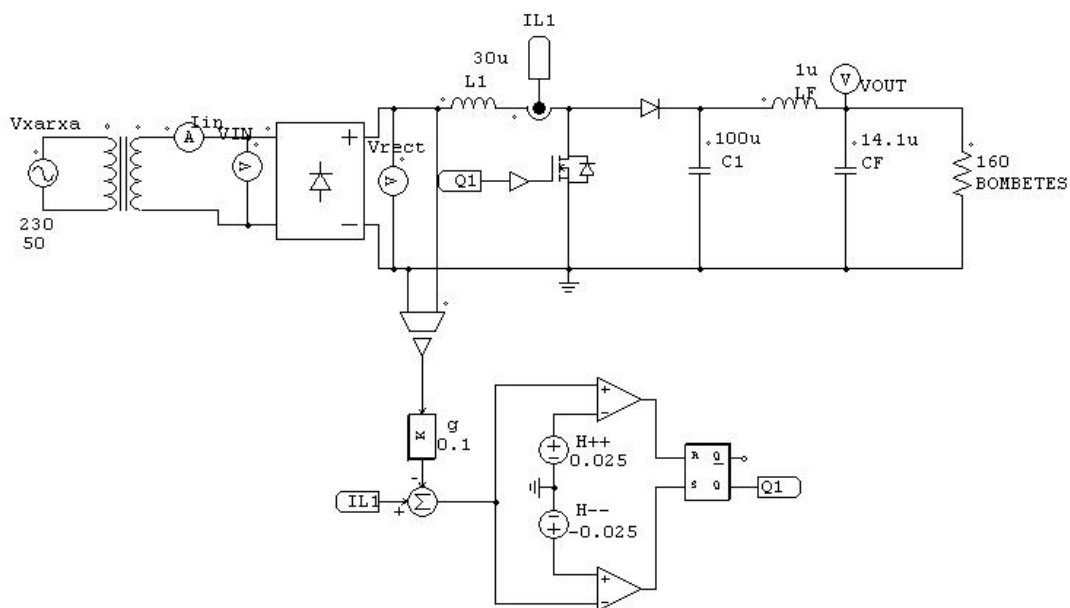 IL1
30u
L1
1u
LF
V
VOUT
Vxarxa
Iin
A
VIN
V
+
-
Vrect
V
Q1
100u
C1
14.1u
CF
160
BOMBETES
230
50
g
K
0.1
-
IL1
+
Σ
+
-
H++
0.025
H--
-0.025
+
-
R Q
S Q
Q1